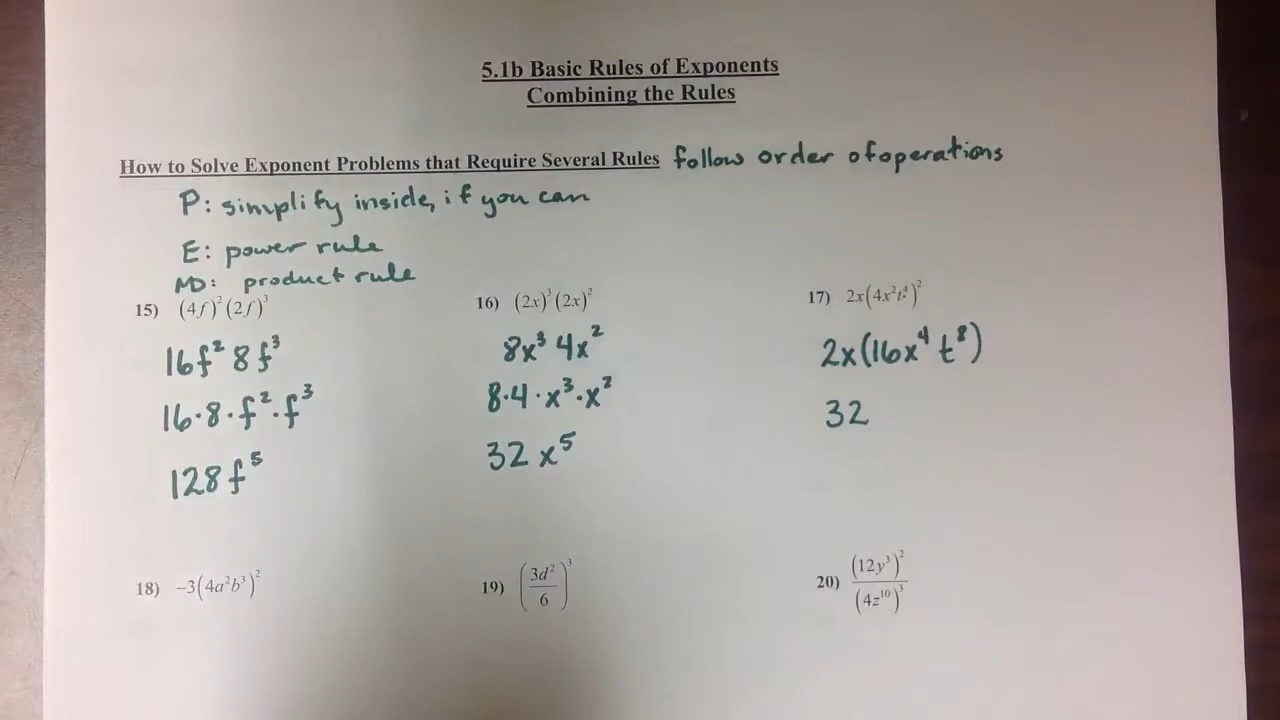 5.1b Basic Rules of Exponents
Combining the Rules
How to Solve Exponent Problems that Require Several Rules follow order of operations
P: simplify inside, if you can
E: power rule
MD: product rule
15) (4f)²(2f)³
16f² 8f³
16·8·f²·f³
128f⁵
16) (2x)³(2x)²
8x³ 4x²
8·4·x³·x²
32x⁵
17) 2x(4x²t⁴)²
2x(16x⁴t⁸)
32
18) −3(4a²b³)²
19) (3d²/6)³
20) (12y³)²/(4z¹⁰)³